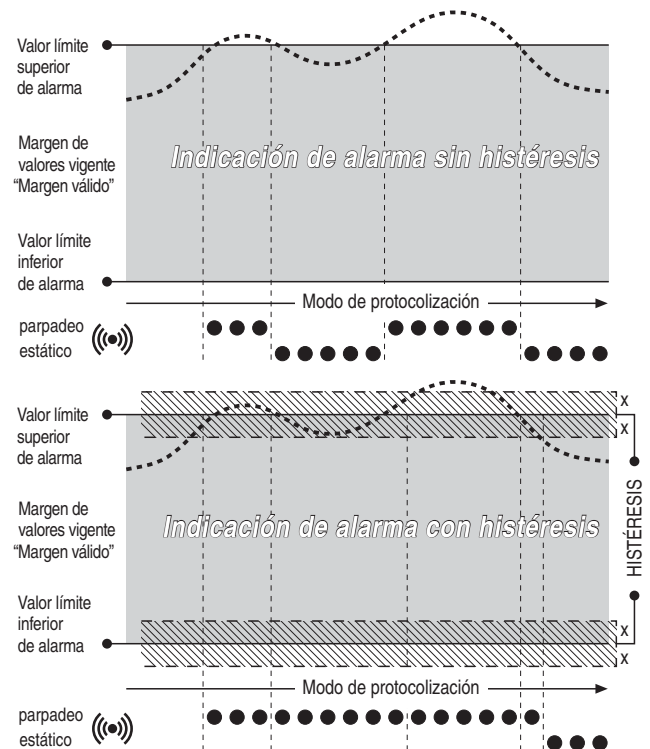 Valor límite
superior
de alarma
Margen de
valores vigente
“Margen válido”
Indicación de alarma sin histéresis
Valor límite
inferior
de alarma
Modo de protocolización
parpadeo
estático
Valor límite
superior
de alarma
x
x
Margen de
valores vigente
“Margen válido”
Indicación de alarma con histéresis
HISTÉRESIS
Valor límite
inferior
de alarma
x
x
Modo de protocolización
parpadeo
estático